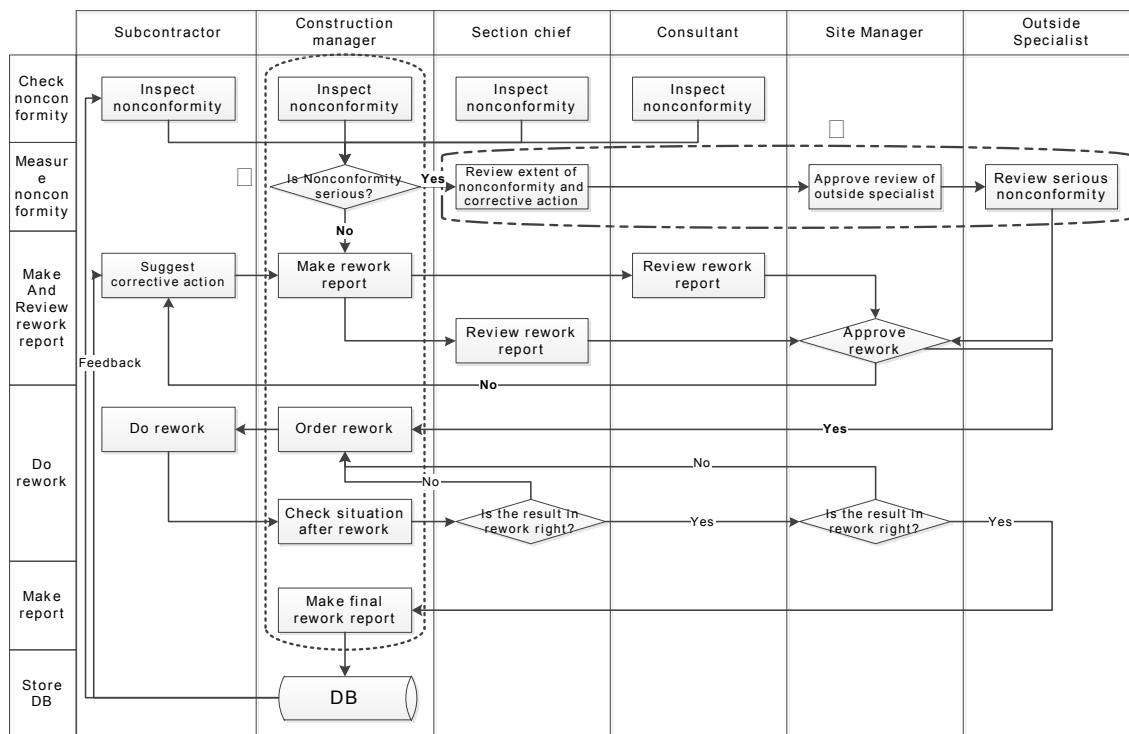 Subcontractor
Construction
manager
Section chief
Consultant
Site Manager
Outside
Specialist
Check
noncon
formity
Inspect
nonconformity
Inspect
nonconformity
Inspect
nonconformity
Inspect
nonconformity
Measur
e
noncon
formity
Is Nonconformity
serious?
Yes
Review extent of
nonconformity and
corrective action
Approve review of
outside specialist
Review serious
nonconformity
No
Make
And
Review
rework
report
Suggest
corrective action
Make rework
report
Review rework
report
Review rework
report
Approve
rework
Feedback
No
Do
rework
Do rework
Order rework
Yes
No
No
Check situation
after rework
Is the result in
rework right?
Yes
Is the result in
rework right?
Yes
Make
report
Make final
rework report
Store
DB
DB